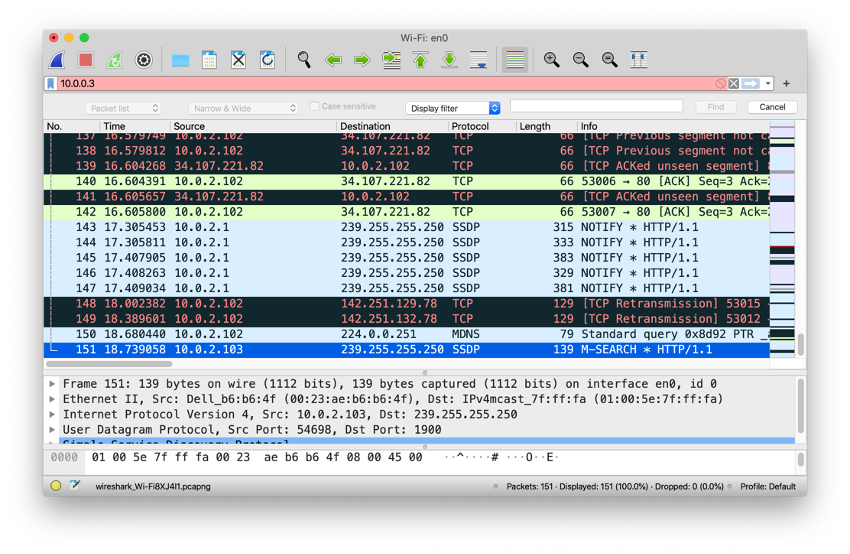 Wi-Fi: en0
10.0.0.3
Packet list Narrow & Wide Case sensitive Display filter Find Cancel
No. Time Source Destination Protocol Length Info
137 16.579749 10.0.2.102 34.107.221.82 TCP 66 [TCP Previous segment not ca
138 16.579812 10.0.2.102 34.107.221.82 TCP 66 [TCP Previous segment not ca
139 16.604268 34.107.221.82 10.0.2.102 TCP 66 [TCP ACKed unseen segment] 8
140 16.604391 10.0.2.102 34.107.221.82 TCP 66 53006 → 80 [ACK] Seq=3 Ack=2
141 16.605657 34.107.221.82 10.0.2.102 TCP 66 [TCP ACKed unseen segment] 8
142 16.605800 10.0.2.102 34.107.221.82 TCP 66 53007 → 80 [ACK] Seq=3 Ack=2
143 17.305453 10.0.2.1 239.255.255.250 SSDP 315 NOTIFY * HTTP/1.1
144 17.305811 10.0.2.1 239.255.255.250 SSDP 333 NOTIFY * HTTP/1.1
145 17.407905 10.0.2.1 239.255.255.250 SSDP 383 NOTIFY * HTTP/1.1
146 17.408263 10.0.2.1 239.255.255.250 SSDP 329 NOTIFY * HTTP/1.1
147 17.409034 10.0.2.1 239.255.255.250 SSDP 381 NOTIFY * HTTP/1.1
148 18.002382 10.0.2.102 142.251.129.78 TCP 129 [TCP Retransmission] 53015
149 18.389601 10.0.2.102 142.251.132.78 TCP 129 [TCP Retransmission] 53012
150 18.680440 10.0.2.102 224.0.0.251 MDNS 79 Standard query 0x8d92 PTR _a
151 18.739058 10.0.2.103 239.255.255.250 SSDP 139 M-SEARCH * HTTP/1.1
Frame 151: 139 bytes on wire (1112 bits), 139 bytes captured (1112 bits) on interface en0, id 0
Ethernet II, Src: Dell_b6:b6:4f (00:23:ae:b6:b6:4f), Dst: IPv4mcast_7f:ff:fa (01:00:5e:7f:ff:fa)
Internet Protocol Version 4, Src: 10.0.2.103, Dst: 239.255.255.250
User Datagram Protocol, Src Port: 54698, Dst Port: 1900
Simple Service Discovery Protocol
0000 01 00 5e 7f ff fa 00 23 ae b6 b6 4f 08 00 45 00 ··^····# ···O··E·
wireshark_Wi-Fi8XJ4I1.pcapng Packets: 151 · Displayed: 151 (100.0%) · Dropped: 0 (0.0%) Profile: Default